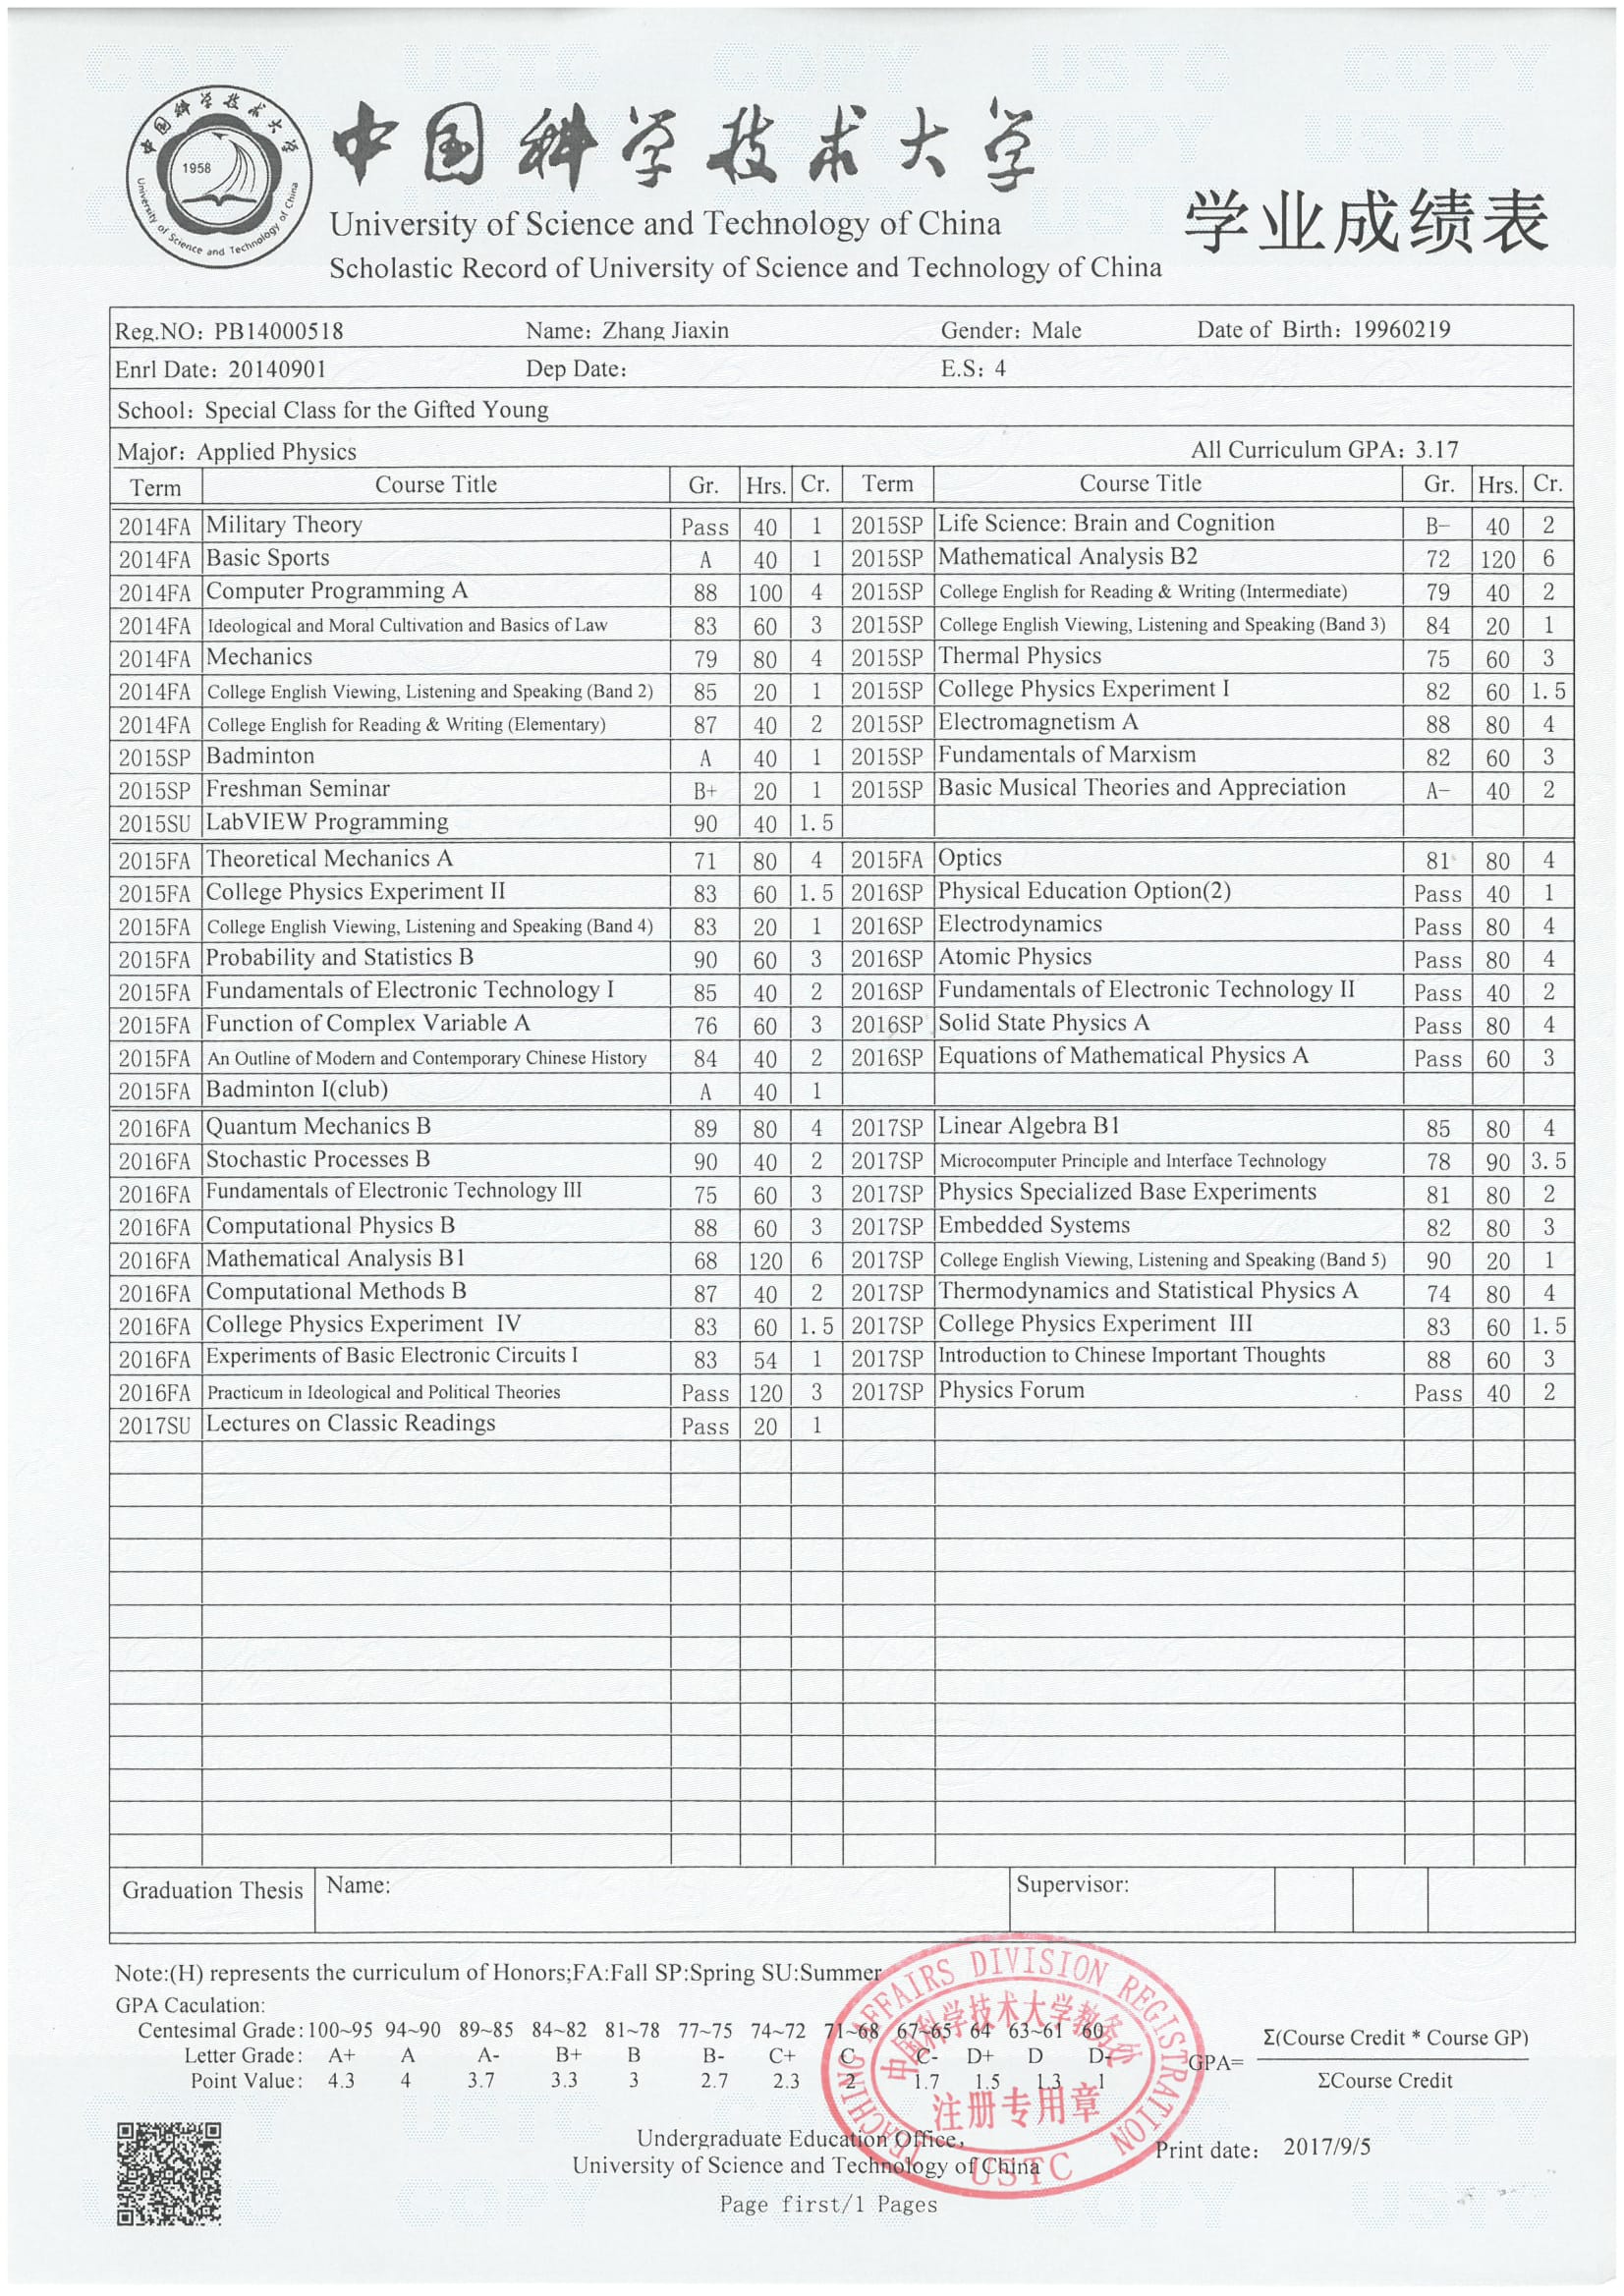 中国科学技术大学
1958
University of Science and Technology of China
中国科学技术大学
University of Science and Technology of China
Scholastic Record of University of Science and Technology of China
学业成绩表
Reg.NO: PB14000518 Name: Zhang Jiaxin Gender: Male Date of Birth: 19960219
Enrl Date: 20140901 Dep Date: E.S: 4
School: Special Class for the Gifted Young
Major: Applied Physics All Curriculum GPA: 3.17
Term Course Title Gr. Hrs. Cr. Term Course Title Gr. Hrs. Cr.
2014FA Military Theory Pass 40 1 2015SP Life Science: Brain and Cognition B- 40 2
2014FA Basic Sports A 40 1 2015SP Mathematical Analysis B2 72 120 6
2014FA Computer Programming A 88 100 4 2015SP College English for Reading & Writing (Intermediate) 79 40 2
2014FA Ideological and Moral Cultivation and Basics of Law 83 60 3 2015SP College English Viewing, Listening and Speaking (Band 3) 84 20 1
2014FA Mechanics 79 80 4 2015SP Thermal Physics 75 60 3
2014FA College English Viewing, Listening and Speaking (Band 2) 85 20 1 2015SP College Physics Experiment I 82 60 1.5
2014FA College English for Reading & Writing (Elementary) 87 40 2 2015SP Electromagnetism A 88 80 4
2015SP Badminton A 40 1 2015SP Fundamentals of Marxism 82 60 3
2015SP Freshman Seminar B+ 20 1 2015SP Basic Musical Theories and Appreciation A- 40 2
2015SU LabVIEW Programming 90 40 1.5
2015FA Theoretical Mechanics A 71 80 4 2015FA Optics 81 80 4
2015FA College Physics Experiment II 83 60 1.5 2016SP Physical Education Option(2) Pass 40 1
2015FA College English Viewing, Listening and Speaking (Band 4) 83 20 1 2016SP Electrodynamics Pass 80 4
2015FA Probability and Statistics B 90 60 3 2016SP Atomic Physics Pass 80 4
2015FA Fundamentals of Electronic Technology I 85 40 2 2016SP Fundamentals of Electronic Technology II Pass 40 2
2015FA Function of Complex Variable A 76 60 3 2016SP Solid State Physics A Pass 80 4
2015FA An Outline of Modern and Contemporary Chinese History 84 40 2 2016SP Equations of Mathematical Physics A Pass 60 3
2015FA Badminton I(club) A 40 1
2016FA Quantum Mechanics B 89 80 4 2017SP Linear Algebra B1 85 80 4
2016FA Stochastic Processes B 90 40 2 2017SP Microcomputer Principle and Interface Technology 78 90 3.5
2016FA Fundamentals of Electronic Technology III 75 60 3 2017SP Physics Specialized Base Experiments 81 80 2
2016FA Computational Physics B 88 60 3 2017SP Embedded Systems 82 80 3
2016FA Mathematical Analysis B1 68 120 6 2017SP College English Viewing, Listening and Speaking (Band 5) 90 20 1
2016FA Computational Methods B 87 40 2 2017SP Thermodynamics and Statistical Physics A 74 80 4
2016FA College Physics Experiment IV 83 60 1.5 2017SP College Physics Experiment III 83 60 1.5
2016FA Experiments of Basic Electronic Circuits I 83 54 1 2017SP Introduction to Chinese Important Thoughts 88 60 3
2016FA Practicum in Ideological and Political Theories Pass 120 3 2017SP Physics Forum Pass 40 2
2017SU Lectures on Classic Readings Pass 20 1
Graduation Thesis Name: Supervisor:
Note:(H) represents the curriculum of Honors;FA:Fall SP:Spring SU:Summer
GPA Caculation:
Centesimal Grade: 100~95 94~90 89~85 84~82 81~78 77~75 74~72 71~68 67~65 64 63~61 60
Letter Grade: A+ A A- B+ B B- C+ C C- D+ D D-
Point Value: 4.3 4 3.7 3.3 3 2.7 2.3 2 1.7 1.5 1.3 1
GPA= Σ(Course Credit * Course GP)
ΣCourse Credit
TEACHING AFFAIRS DIVISION REGISTRATION
中国科学技术大学教务处
注册专用章
USTC
Undergraduate Education Office,
University of Science and Technology of China
Print date: 2017/9/5
Page first/1 Pages